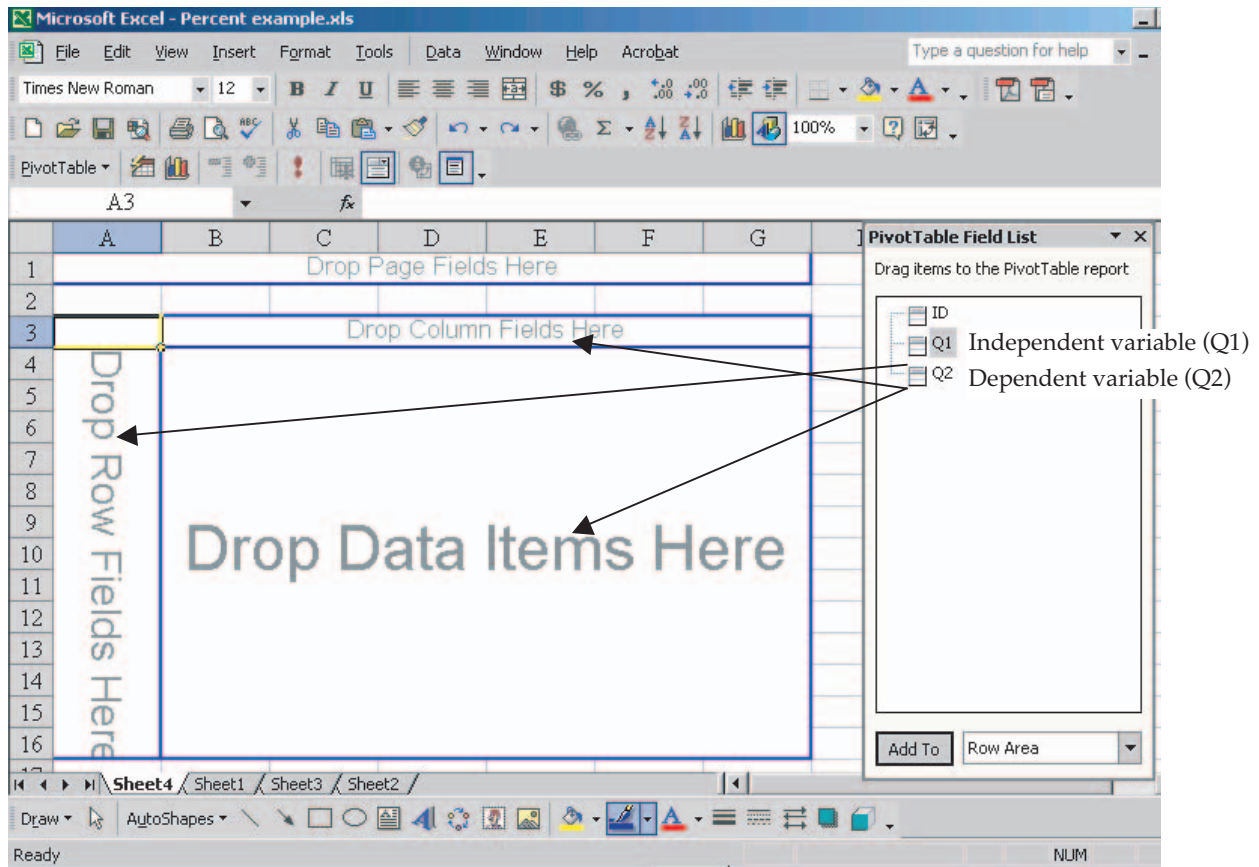 Microsoft Excel - Percent example.xls
File Edit View Insert Format Tools Data Window Help Acrobat Type a question for help
Times New Roman 12 B I U $ % , .00 .00 A
ABC Σ A Z Z A 100% ?
PivotTable
A3 fx
A B C D E F G
PivotTable Field List
1 Drop Page Fields Here
Drag items to the PivotTable report
2
3 Drop Column Fields Here
ID
Q1 Independent variable (Q1)
Q2 Dependent variable (Q2)
4
5
6
7
8
9
10
11
12
13
14
15
16
Drop Row Fields Here
Drop Data Items Here
Add To Row Area
Sheet4 Sheet1 Sheet3 Sheet2
Draw AutoShapes A A
Ready NUM